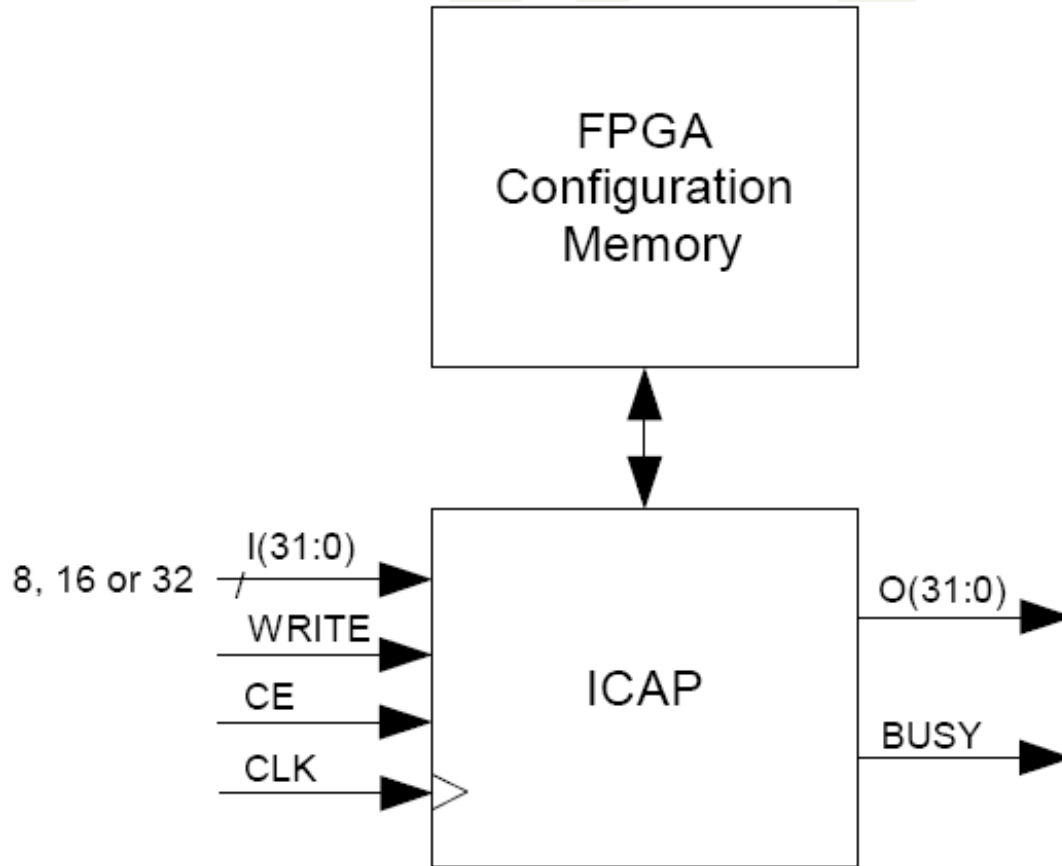 FPGA
Configuration
Memory
I(31:0)
8, 16 or 32
WRITE
CE
CLK
ICAP
O(31:0)
BUSY